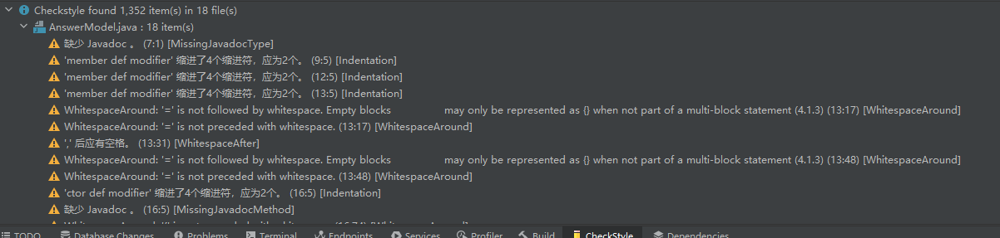 Checkstyle found 1,352 item(s) in 18 file(s)
AnswerModel.java : 18 item(s)
缺少 Javadoc 。 (7:1) [MissingJavadocType]
'member def modifier' 缩进了4个缩进符，应为2个。 (9:5) [Indentation]
'member def modifier' 缩进了4个缩进符，应为2个。 (12:5) [Indentation]
'member def modifier' 缩进了4个缩进符，应为2个。 (13:5) [Indentation]
WhitespaceAround: '=' is not followed by whitespace. Empty blocks may only be represented as {} when not part of a multi-block statement (4.1.3) (13:17) [WhitespaceAround]
WhitespaceAround: '=' is not preceded with whitespace. (13:17) [WhitespaceAround]
',' 后应有空格。 (13:31) [WhitespaceAfter]
WhitespaceAround: '=' is not followed by whitespace. Empty blocks may only be represented as {} when not part of a multi-block statement (4.1.3) (13:48) [WhitespaceAround]
WhitespaceAround: '=' is not preceded with whitespace. (13:48) [WhitespaceAround]
'ctor def modifier' 缩进了4个缩进符，应为2个。 (16:5) [Indentation]
缺少 Javadoc 。 (16:5) [MissingJavadocMethod]
TODO Database Changes Problems Terminal Endpoints Services Profiler Build CheckStyle Dependencies